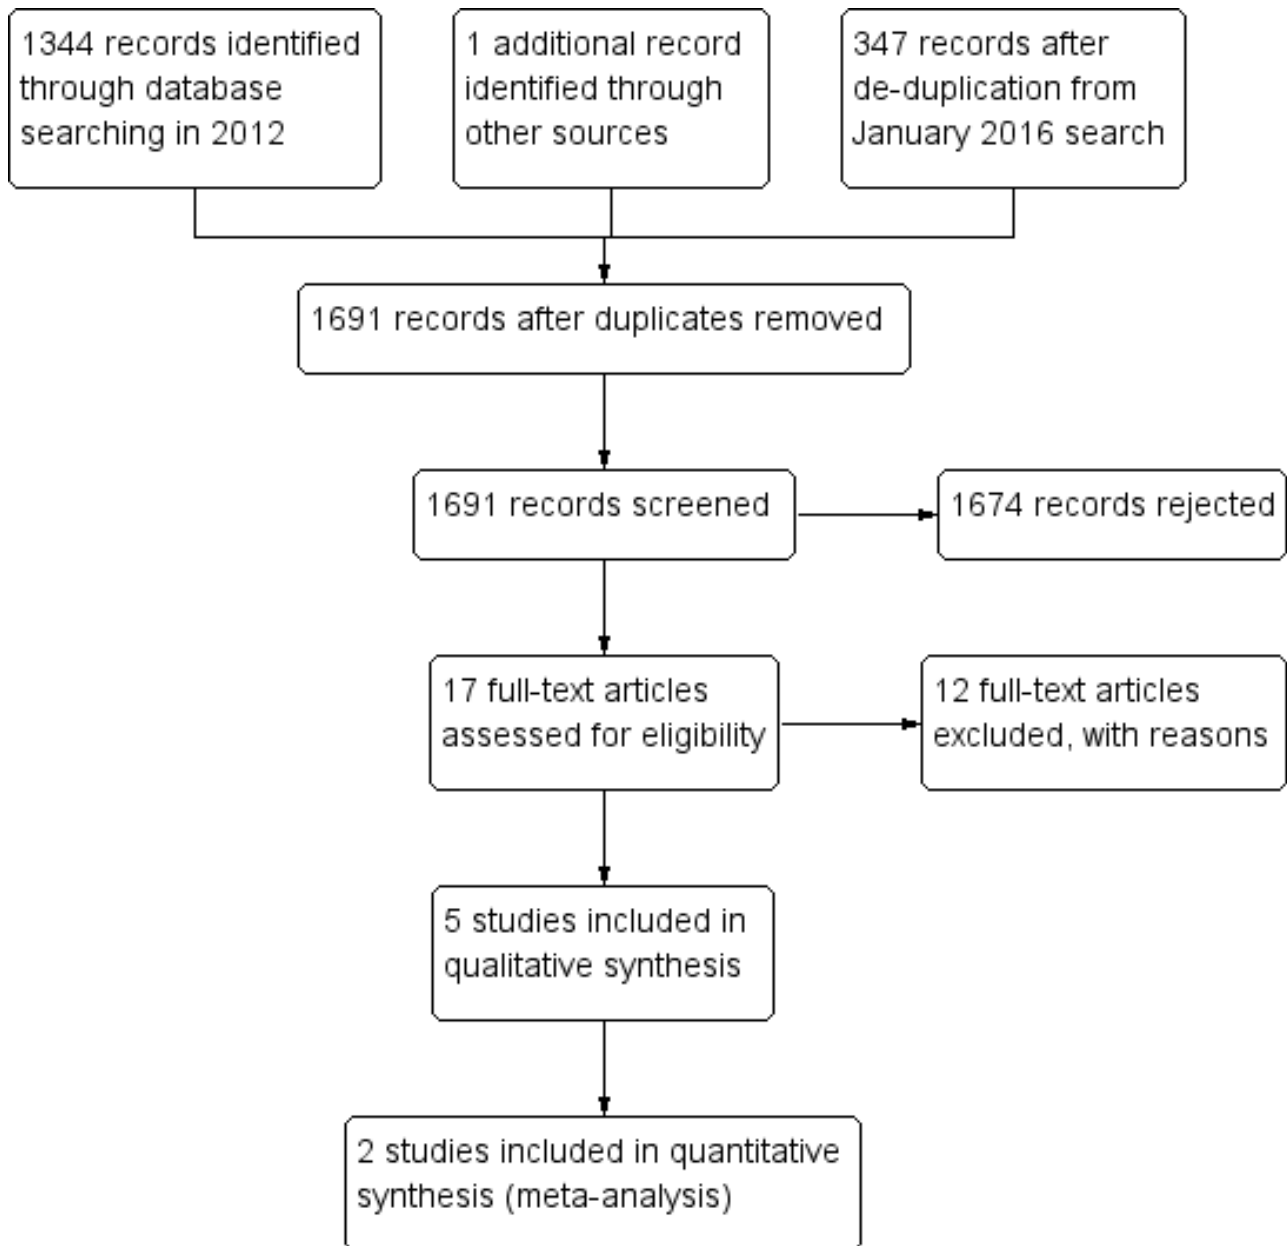 1344 records identified
through database
searching in 2012
1 additional record
identified through
other sources
347 records after
de-duplication from
January 2016 search
1691 records after duplicates removed
1691 records screened
1674 records rejected
17 full-text articles
assessed for eligibility
12 full-text articles
excluded, with reasons
5 studies included in
qualitative synthesis
2 studies included in quantitative
synthesis (meta-analysis)